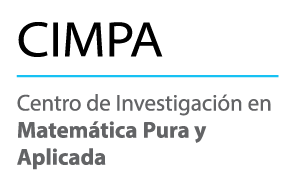 CIMPA
Centro de Investigación en
Matemática Pura y
Aplicada